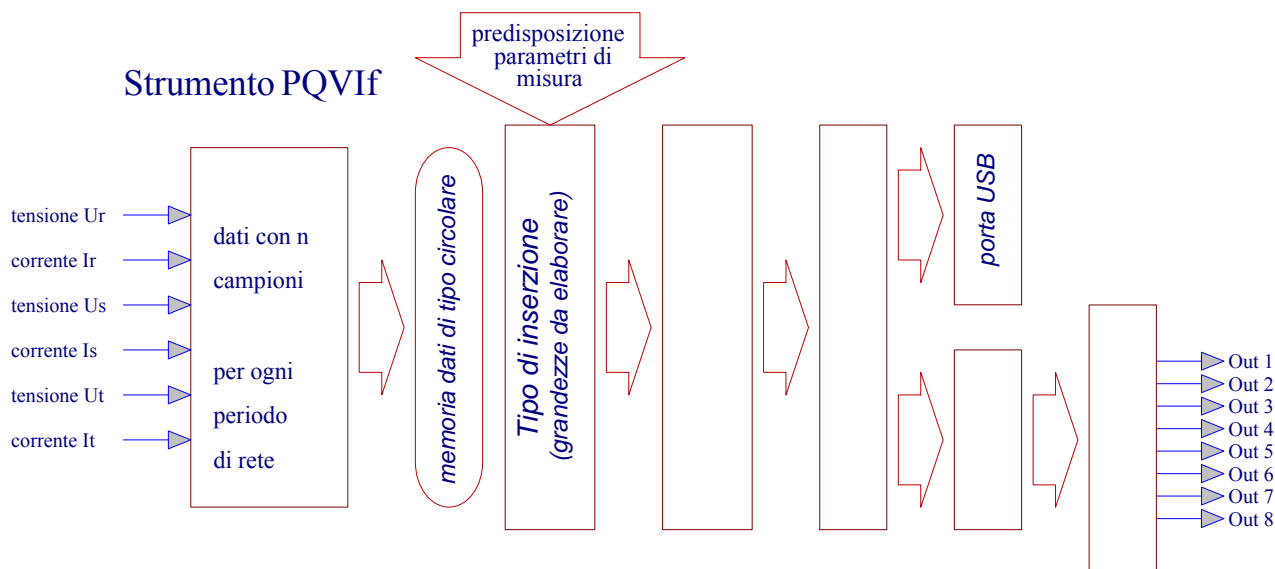 predisposizione
parametri di
misura
Strumento PQVIf
tensione Ur
corrente Ir
tensione Us
corrente Is
tensione Ut
corrente It
dati con n
campioni
per ogni
periodo
di rete
memoria dati di tipo circolare
Tipo di inserzione
(grandezze da elaborare)
porta USB
Out 1
Out 2
Out 3
Out 4
Out 5
Out 6
Out 7
Out 8